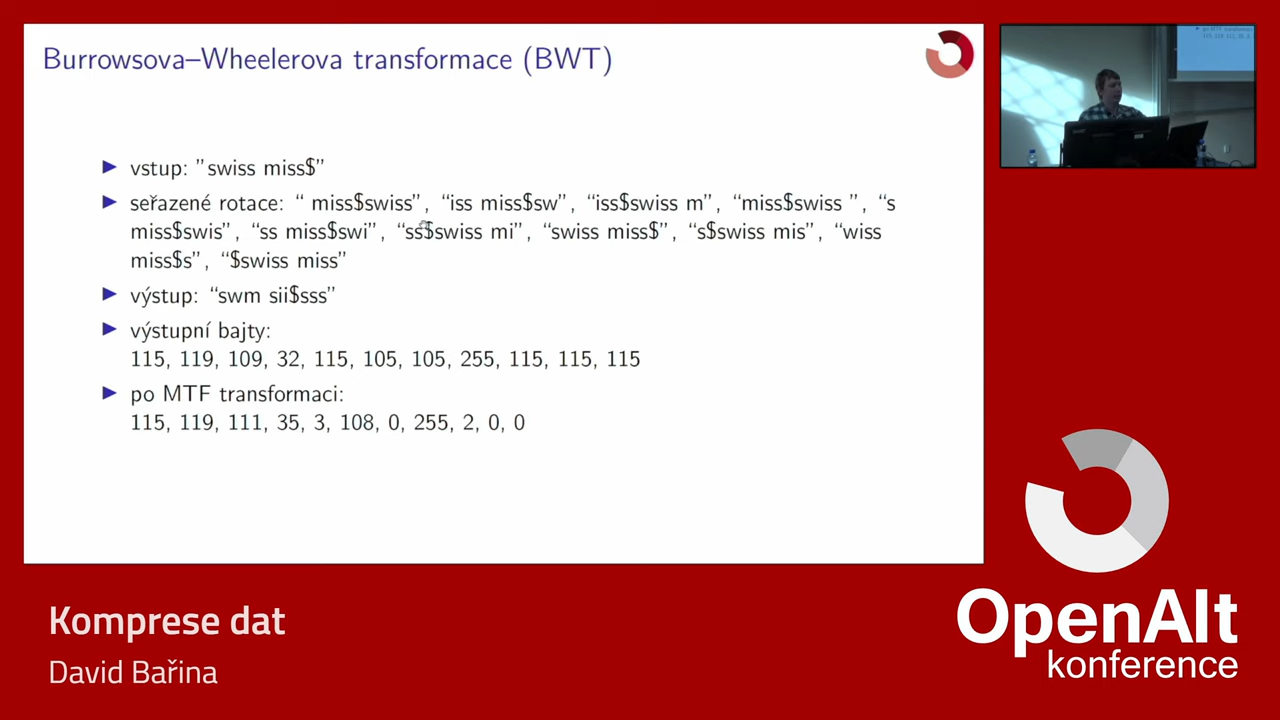 Burrowsova–Wheelerova transformace (BWT)
▶ vstup: ”swiss miss$”
▶ seřazené rotace: “ miss$swiss”, “iss miss$sw”, “iss$swiss m”, “miss$swiss ”, “s
miss$swis”, “ss miss$swi”, “ss$swiss mi”, “swiss miss$”, “s$swiss mis”, “wiss
miss$s”, “$swiss miss”
▶ výstup: “swm sii$sss”
▶ výstupní bajty:
115, 119, 109, 32, 115, 105, 105, 255, 115, 115, 115
▶ po MTF transformaci:
115, 119, 111, 35, 3, 108, 0, 255, 2, 0, 0
Komprese dat
David Bařina
OpenAlt
konference